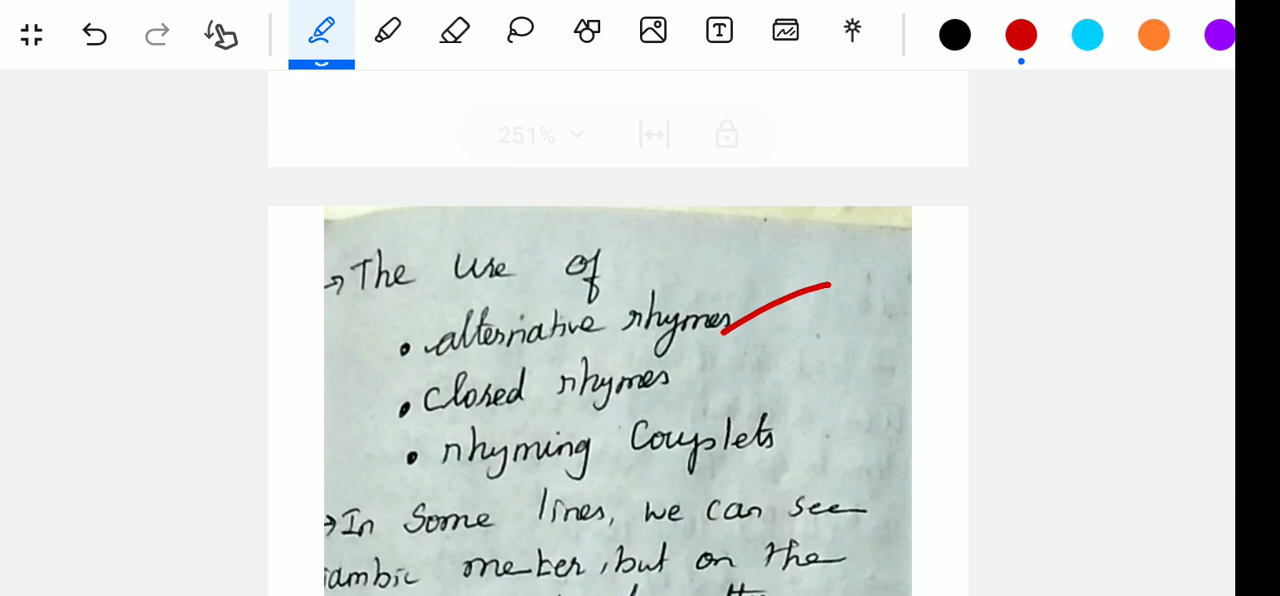 251%
→ The use of
• alternative rhymes
• Closed rhymes
• rhyming Couplets
→ In Some lines, we can see
iambic meter, but on the